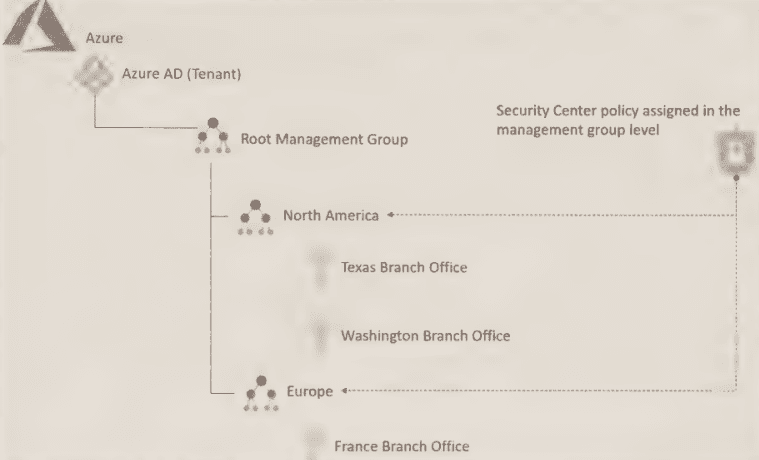 Azure
Azure AD (Tenant)
Security Center policy assigned in the
management group level
Root Management Group
North America
Texas Branch Office
Washington Branch Office
Europe
France Branch Office